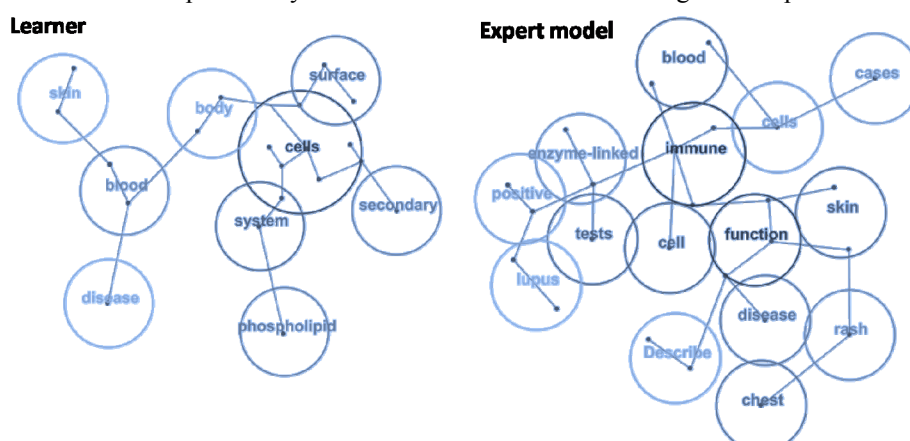 Learner
skin
body
surface
cells
blood
secondary
system
disease
phospholipid
Expert model
blood
cases
cells
enzyme-linked
immune
positive
skin
tests
cell
function
lupus
disease
rash
Describe
chest